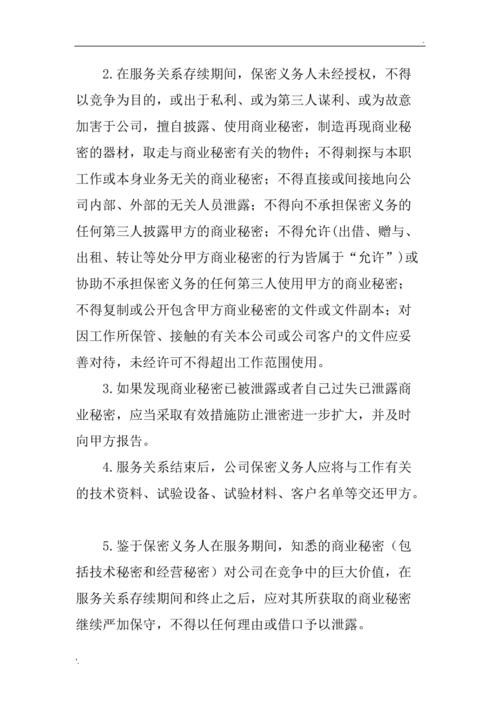 2.在服务关系存续期间，保密义务人未经授权，不得
以竞争为目的，或出于私利、或为第三人谋利、或为故意
加害于公司，擅自披露、使用商业秘密，制造再现商业秘
密的器材，取走与商业秘密有关的物件；不得刺探与本职
工作或本身业务无关的商业秘密；不得直接或间接地向公
司内部、外部的无关人员泄露；不得向不承担保密义务的
任何第三人披露甲方的商业秘密；不得允许(出借、赠与、
出租、转让等处分甲方商业秘密的行为皆属于“允许”)或
协助不承担保密义务的任何第三人使用甲方的商业秘密；
不得复制或公开包含甲方商业秘密的文件或文件副本；对
因工作所保管、接触的有关本公司或公司客户的文件应妥
善对待，未经许可不得超出工作范围使用。
3.如果发现商业秘密已被泄露或者自己过失已泄露商
业秘密，应当采取有效措施防止泄密进一步扩大，并及时
向甲方报告。
4.服务关系结束后，公司保密义务人应将与工作有关
的技术资料、试验设备、试验材料、客户名单等交还甲方。
5.鉴于保密义务人在服务期间，知悉的商业秘密（包
括技术秘密和经营秘密）对公司在竞争中的巨大价值，在
服务关系存续期间和终止之后，应对其所获取的商业秘密
继续严加保守，不得以任何理由或借口予以泄露。